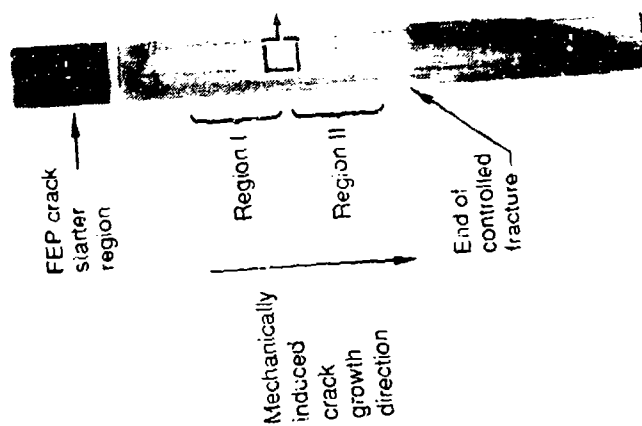 FEP crack
starter
region
Region I
Region II
Mechanically
induced
crack
growth
direction
End of
controlled
fracture